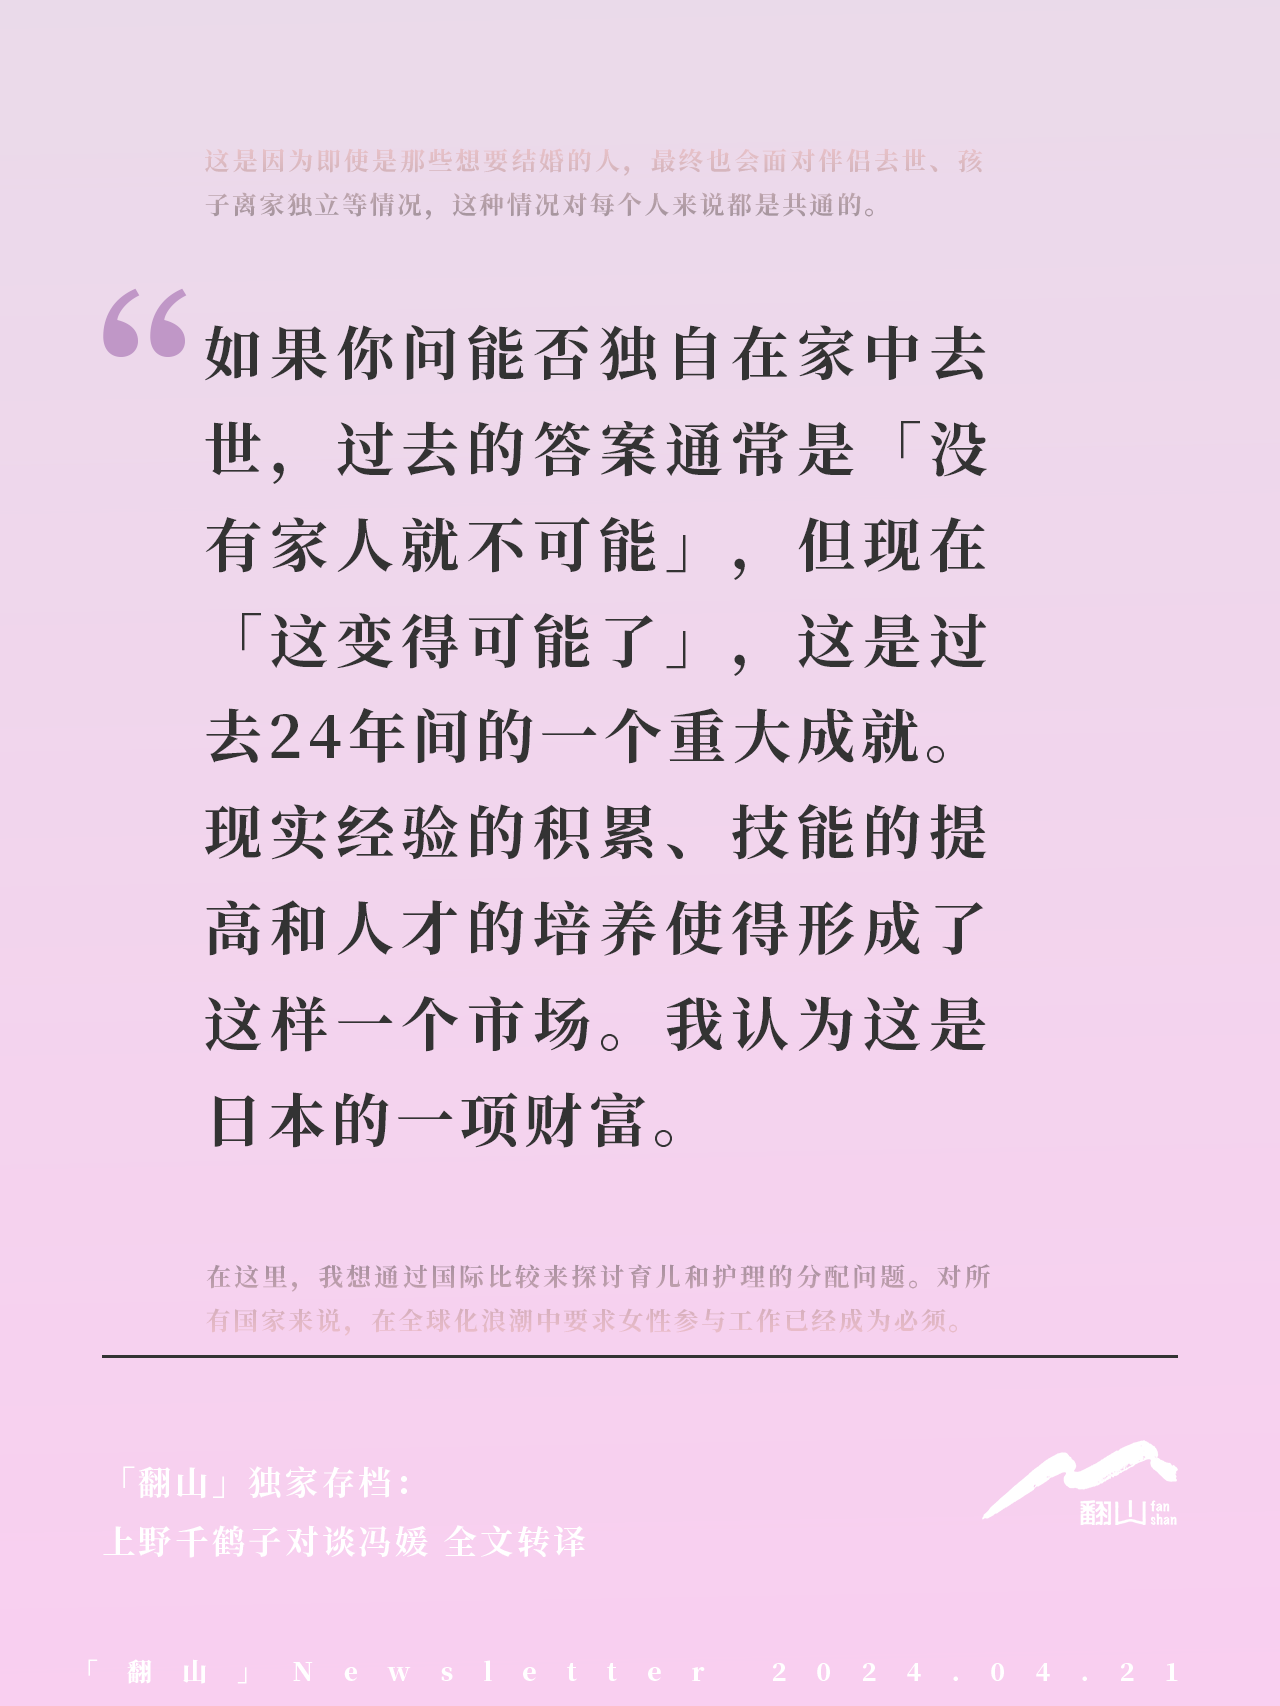 这是因为即使是那些想要结婚的人，最终也会面对伴侣去世、孩
子离家独立等情况，这种情况对每个人来说都是共通的。
“如果你问能否独自在家中去
世，过去的答案通常是「没
有家人就不可能」，但现在
「这变得可能了」，这是过
去24年间的一个重大成就。
现实经验的积累、技能的提
高和人才的培养使得形成了
这样一个市场。我认为这是
日本的一项财富。
在这里，我想通过国际比较来探讨育儿和护理的分配问题。对所
有国家来说，在全球化浪潮中要求女性参与工作已经成为必须。
「翻山」独家存档：
上野千鹤子对谈冯媛 全文转译
翻山 fan
shan
「翻山」Newsletter 2024.04.21